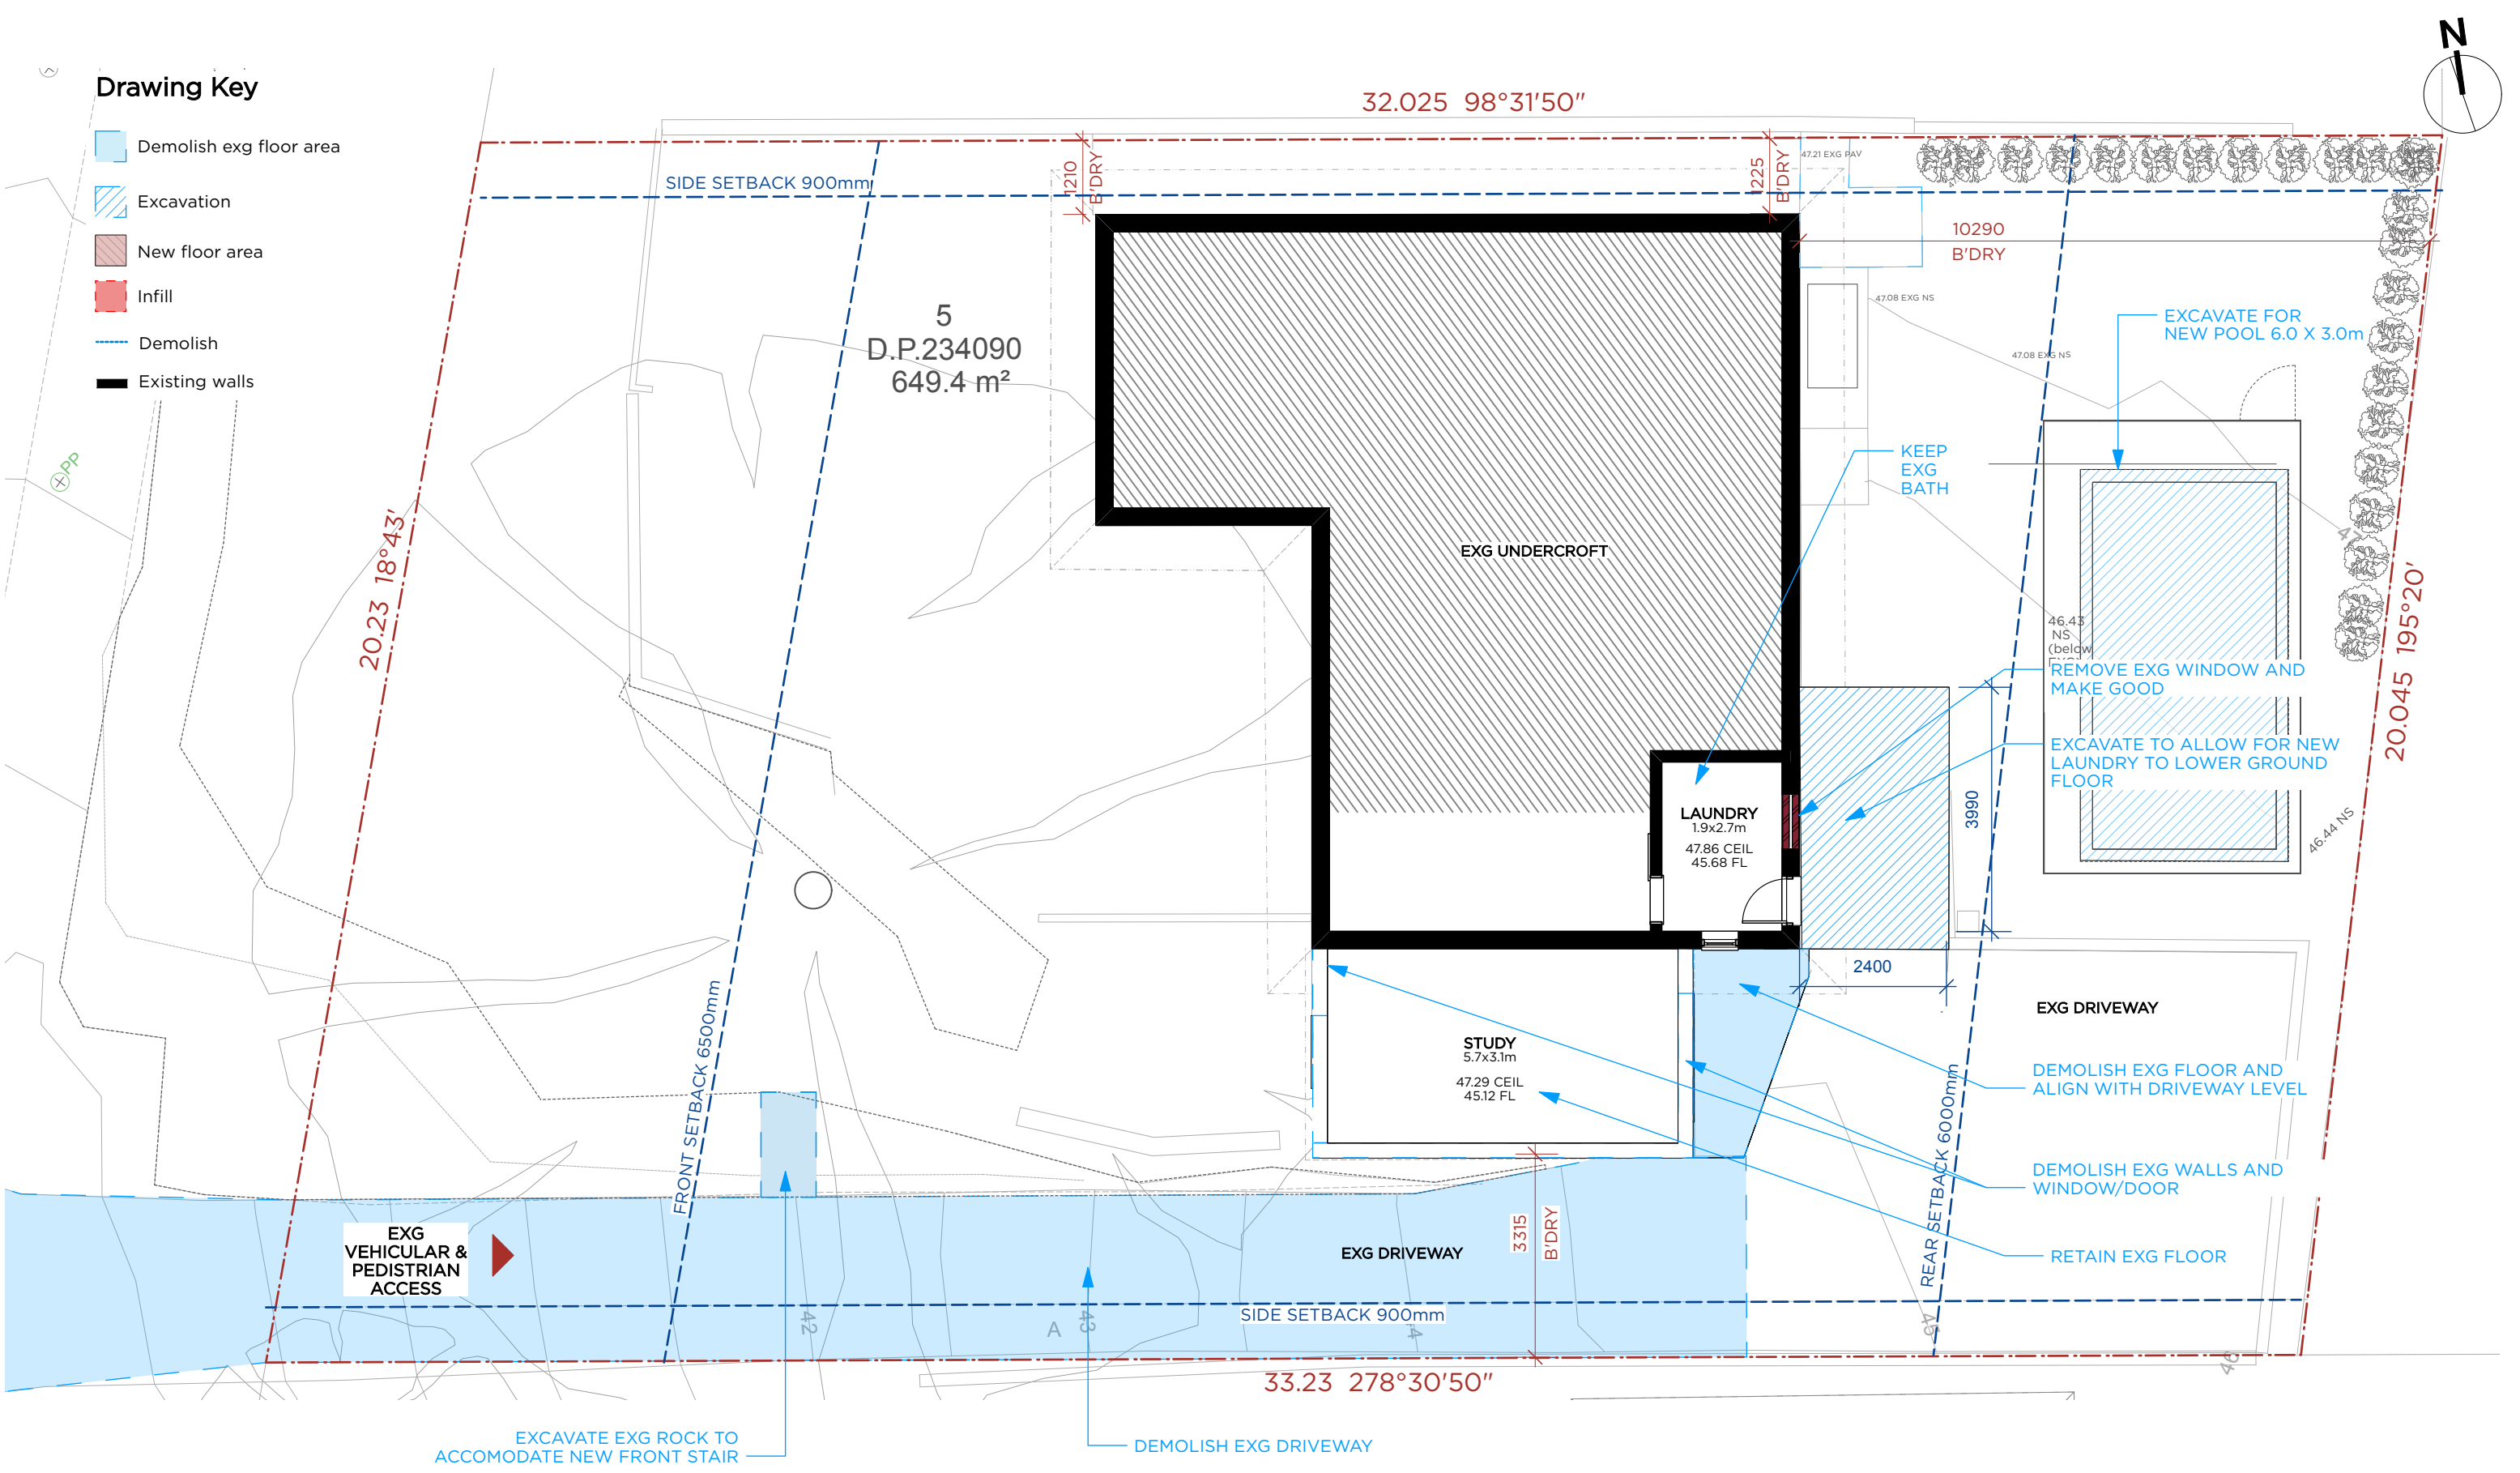 N
Drawing Key
Demolish exg floor area
Excavation
New floor area
Infill
Demolish
Existing walls
32.025 98°31'50"
SIDE SETBACK 900mm
1210
B'DRY
1225
B'DRY
47.21 EXG PAV
10290
B'DRY
5
D.P.234090
649.4 m²
47.08 EXG NS
47.08 EXG NS
EXCAVATE FOR
NEW POOL 6.0 X 3.0m
PP
KEEP
EXG
BATH
20.23 18°43'
EXG UNDERCROFT
46.43
NS
(below
REMOVE EXG WINDOW AND
MAKE GOOD
20.045 195°20'
EXCAVATE TO ALLOW FOR NEW
LAUNDRY TO LOWER GROUND
FLOOR
3990
LAUNDRY
1.9x2.7m
47.86 CEIL
45.68 FL
46.44 NS
2400
EXG DRIVEWAY
FRONT SETBACK 6500mm
STUDY
5.7x3.1m
47.29 CEIL
45.12 FL
DEMOLISH EXG FLOOR AND
ALIGN WITH DRIVEWAY LEVEL
REAR SETBACK 6000mm
DEMOLISH EXG WALLS AND
WINDOW/DOOR
EXG
VEHICULAR &
PEDISTRIAN
ACCESS
EXG DRIVEWAY
3315
B'DRY
RETAIN EXG FLOOR
SIDE SETBACK 900mm
42
A
43
45
46
33.23 278°30'50"
EXCAVATE EXG ROCK TO
ACCOMODATE NEW FRONT STAIR
DEMOLISH EXG DRIVEWAY